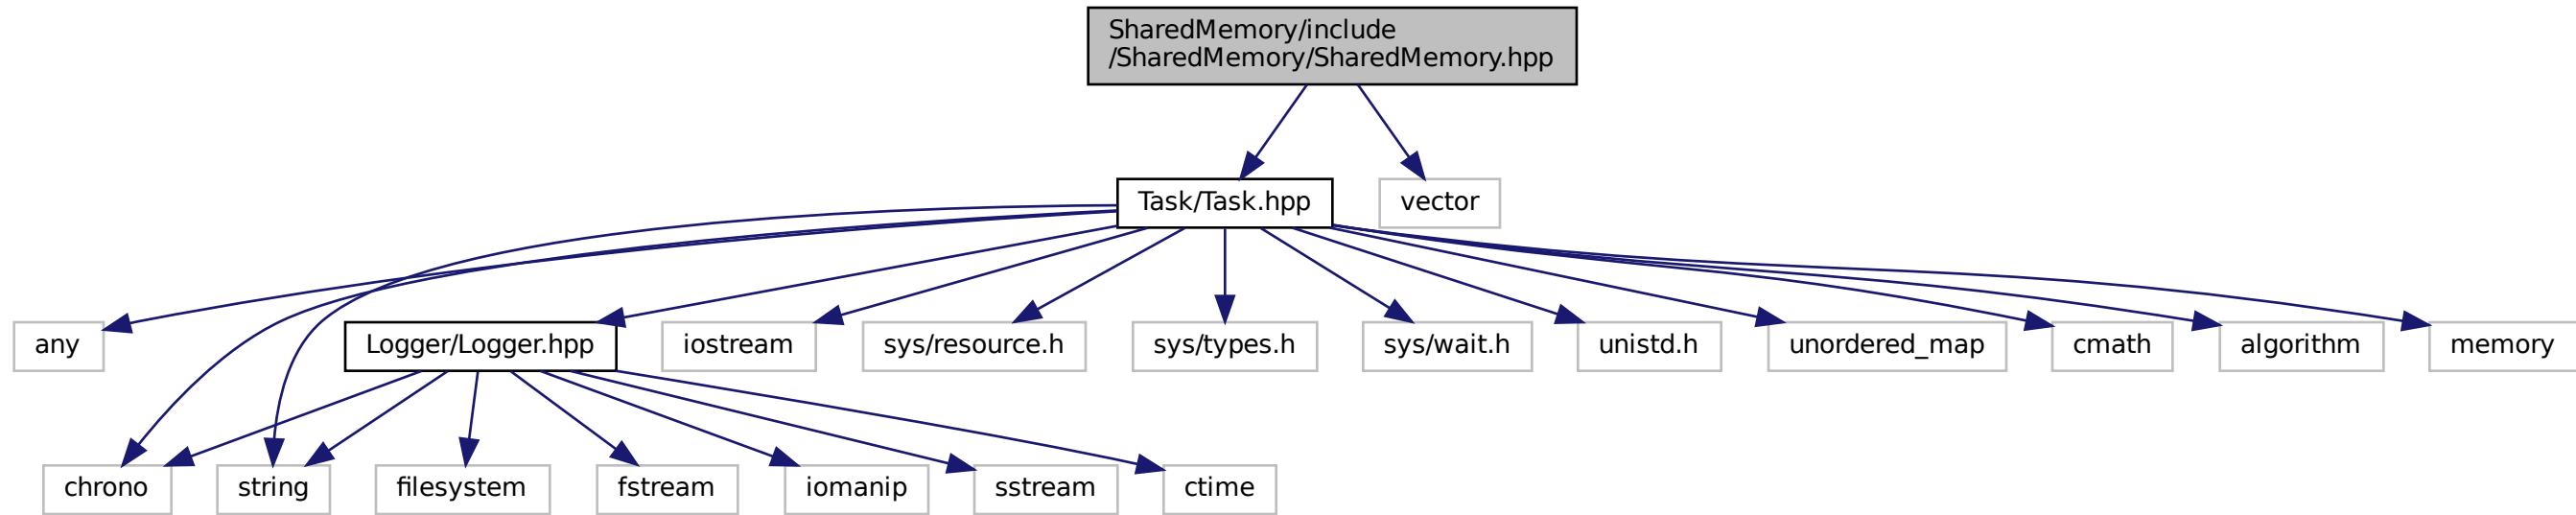 SharedMemory/include
/SharedMemory/SharedMemory.hpp
Task/Task.hpp
vector
any
Logger/Logger.hpp
iostream
sys/resource.h
sys/types.h
sys/wait.h
unistd.h
unordered_map
cmath
algorithm
memory
chrono
string
filesystem
fstream
iomanip
sstream
ctime